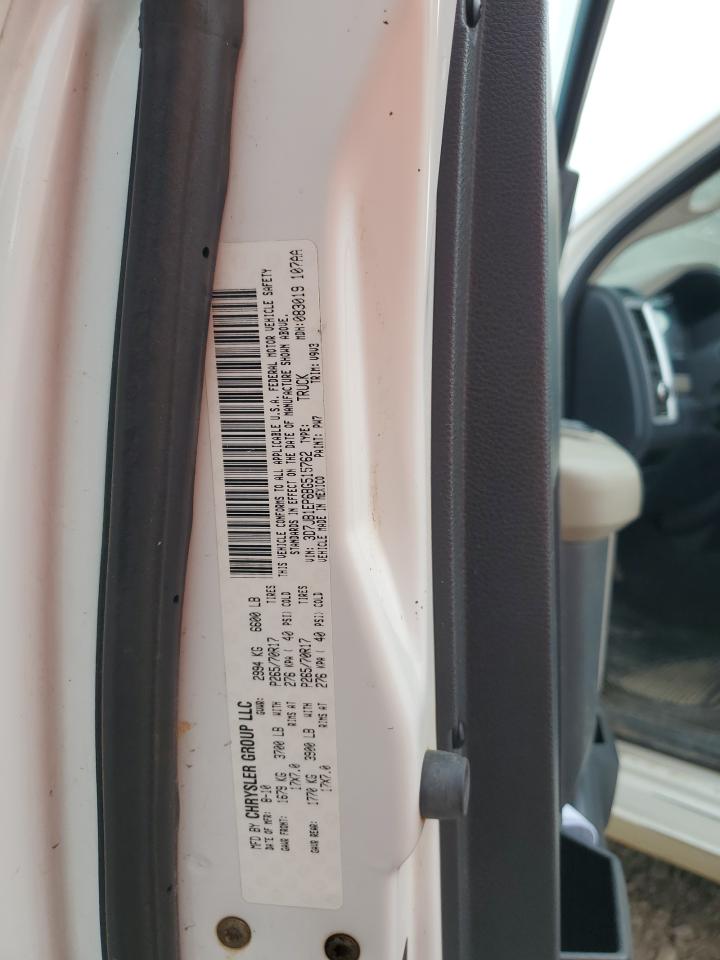 MFD BY CHRYSLER GROUP LLC
DATE OF MFR: 8-10 GVWR: 2994 KG 6600 LB
GAWR FRONT: 1679 KG 3700 LB WITH P265/70R17 TIRES
17X7.0 RIMS AT 276 KPA ( 40 PSI) COLD
GAWR REAR: 1770 KG 3900 LB WITH P265/70R17 TIRES
17X7.0 RIMS AT 276 KPA ( 40 PSI) COLD
THIS VEHICLE CONFORMS TO ALL APPLICABLE U.S.A. FEDERAL MOTOR VEHICLE SAFETY
STANDARDS IN EFFECT ON THE DATE OF MANUFACTURE SHOWN ABOVE.
VIN: 3D7JB1EP6BG515762 TYPE: TRUCK MDH:083019 107AA
VEHICLE MADE IN MEXICO PAINT: PW7 TRIM: V9V3